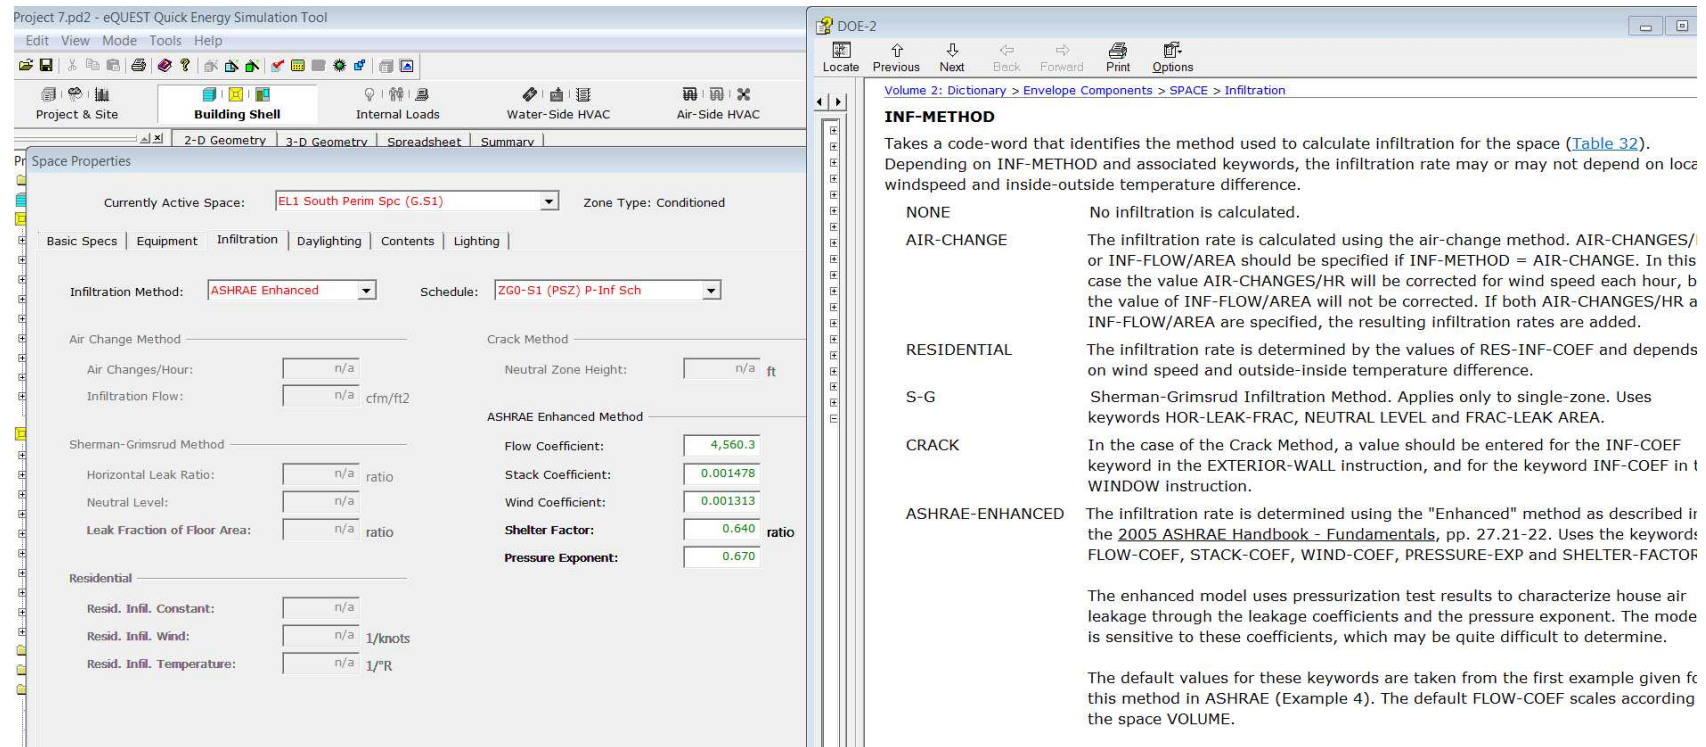 Project 7.pd2 - eQUEST Quick Energy Simulation Tool
Edit View Mode Tools Help
Project & Site
Building Shell
Internal Loads
Water-Side HVAC
Air-Side HVAC
2-D Geometry
3-D Geometry
Spreadsheet
Summary
Pr
Space Properties
Currently Active Space:
EL1 South Perim Spc (G.S1)
Zone Type: Conditioned
Basic Specs
Equipment
Infiltration
Daylighting
Contents
Lighting
Infiltration Method:
ASHRAE Enhanced
Schedule:
ZG0-S1 (PSZ) P-Inf Sch
Air Change Method
Air Changes/Hour: n/a
Infiltration Flow: n/a cfm/ft2
Sherman-Grimsrud Method
Horizontal Leak Ratio: n/a ratio
Neutral Level: n/a
Leak Fraction of Floor Area: n/a ratio
Residential
Resid. Infil. Constant: n/a
Resid. Infil. Wind: n/a 1/knots
Resid. Infil. Temperature: n/a 1/°R
Crack Method
Neutral Zone Height: n/a ft
ASHRAE Enhanced Method
Flow Coefficient: 4,560.3
Stack Coefficient: 0.001478
Wind Coefficient: 0.001313
Shelter Factor: 0.640 ratio
Pressure Exponent: 0.670
DOE-2
Locate
Previous
Next
Back
Forward
Print
Options
Volume 2: Dictionary > Envelope Components > SPACE > Infiltration
INF-METHOD
Takes a code-word that identifies the method used to calculate infiltration for the space (Table 32).
Depending on INF-METHOD and associated keywords, the infiltration rate may or may not depend on loca
windspeed and inside-outside temperature difference.
NONE No infiltration is calculated.
AIR-CHANGE The infiltration rate is calculated using the air-change method. AIR-CHANGES/
or INF-FLOW/AREA should be specified if INF-METHOD = AIR-CHANGE. In this
case the value AIR-CHANGES/HR will be corrected for wind speed each hour, b
the value of INF-FLOW/AREA will not be corrected. If both AIR-CHANGES/HR a
INF-FLOW/AREA are specified, the resulting infiltration rates are added.
RESIDENTIAL The infiltration rate is determined by the values of RES-INF-COEF and depends
on wind speed and outside-inside temperature difference.
S-G Sherman-Grimsrud Infiltration Method. Applies only to single-zone. Uses
keywords HOR-LEAK-FRAC, NEUTRAL LEVEL and FRAC-LEAK AREA.
CRACK In the case of the Crack Method, a value should be entered for the INF-COEF
keyword in the EXTERIOR-WALL instruction, and for the keyword INF-COEF in t
WINDOW instruction.
ASHRAE-ENHANCED The infiltration rate is determined using the "Enhanced" method as described in
the 2005 ASHRAE Handbook - Fundamentals, pp. 27.21-22. Uses the keywords
FLOW-COEF, STACK-COEF, WIND-COEF, PRESSURE-EXP and SHELTER-FACTOR
The enhanced model uses pressurization test results to characterize house air
leakage through the leakage coefficients and the pressure exponent. The mode
is sensitive to these coefficients, which may be quite difficult to determine.
The default values for these keywords are taken from the first example given fo
this method in ASHRAE (Example 4). The default FLOW-COEF scales according
the space VOLUME.